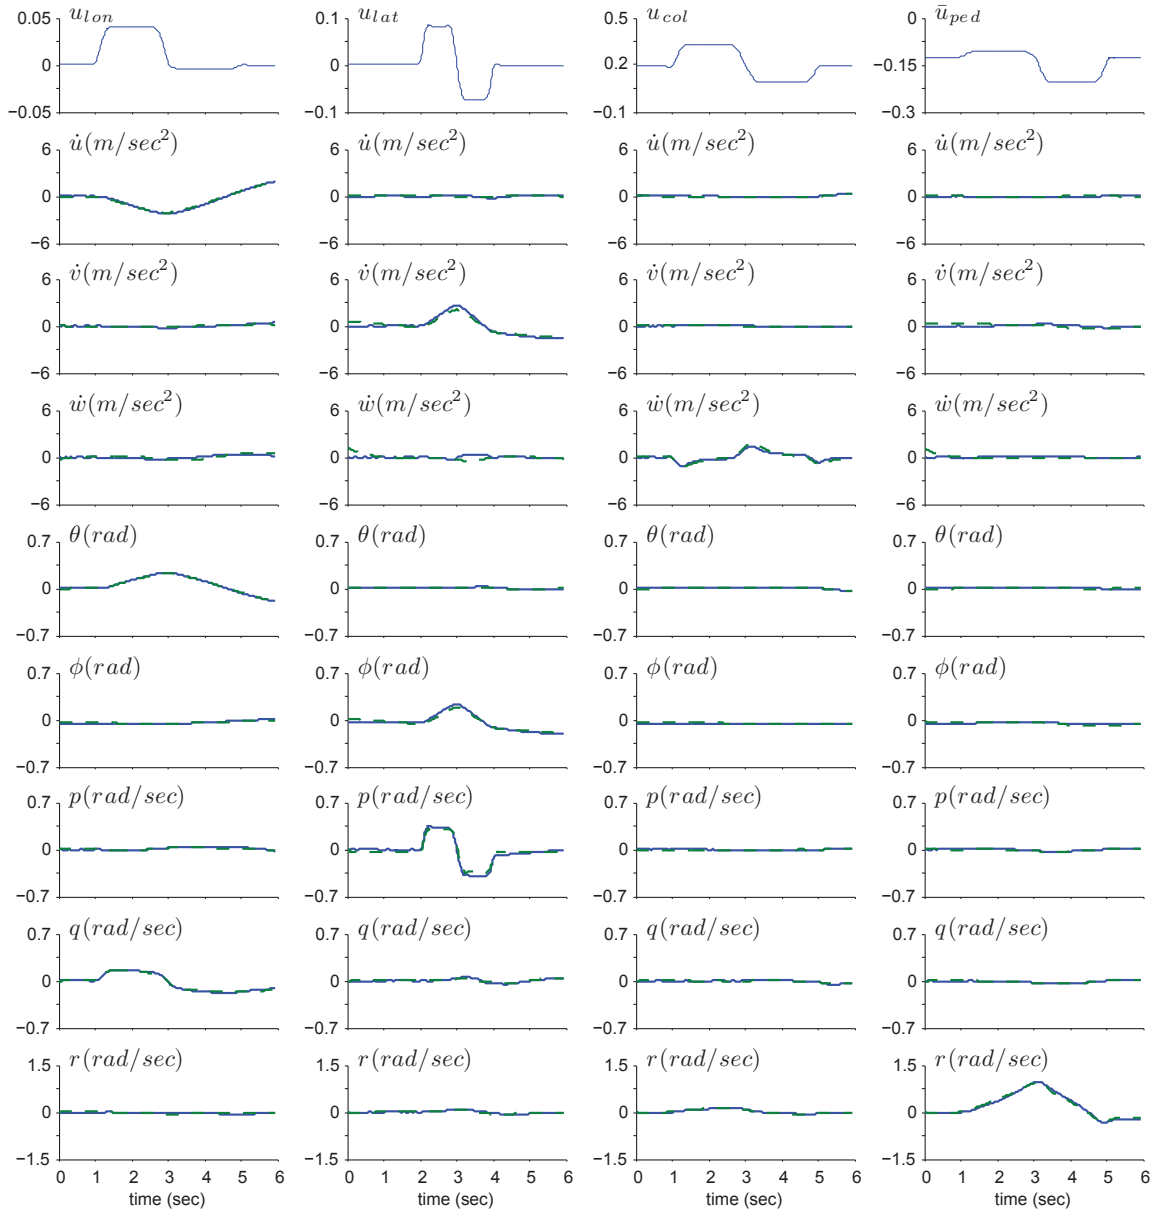 u_lon u_lat u_col ū_ped
0.05 0.1 0.5 0
0 0 0.2 −0.15
−0.05 −0.1 −0.1 −0.3
u̇(m/sec²) u̇(m/sec²) u̇(m/sec²) u̇(m/sec²)
6 6 6 6
0 0 0 0
−6 −6 −6 −6
v̇(m/sec²) v̇(m/sec²) v̇(m/sec²) v̇(m/sec²)
6 6 6 6
0 0 0 0
−6 −6 −6 −6
ẇ(m/sec²) ẇ(m/sec²) ẇ(m/sec²) ẇ(m/sec²)
6 6 6 6
0 0 0 0
−6 −6 −6 −6
θ(rad) θ(rad) θ(rad) θ(rad)
0.7 0.7 0.7 0.7
0 0 0 0
−0.7 −0.7 −0.7 −0.7
ϕ(rad) ϕ(rad) ϕ(rad) ϕ(rad)
0.7 0.7 0.7 0.7
0 0 0 0
−0.7 −0.7 −0.7 −0.7
p(rad/sec) p(rad/sec) p(rad/sec) p(rad/sec)
0.7 0.7 0.7 0.7
0 0 0 0
−0.7 −0.7 −0.7 −0.7
q(rad/sec) q(rad/sec) q(rad/sec) q(rad/sec)
0.7 0.7 0.7 0.7
0 0 0 0
−0.7 −0.7 −0.7 −0.7
r(rad/sec) r(rad/sec) r(rad/sec) r(rad/sec)
1.5 1.5 1.5 1.5
0 0 0 0
−1.5 −1.5 −1.5 −1.5
0 1 2 3 4 5 6 0 1 2 3 4 5 6 0 1 2 3 4 5 6 0 1 2 3 4 5 6
time (sec) time (sec) time (sec) time (sec)